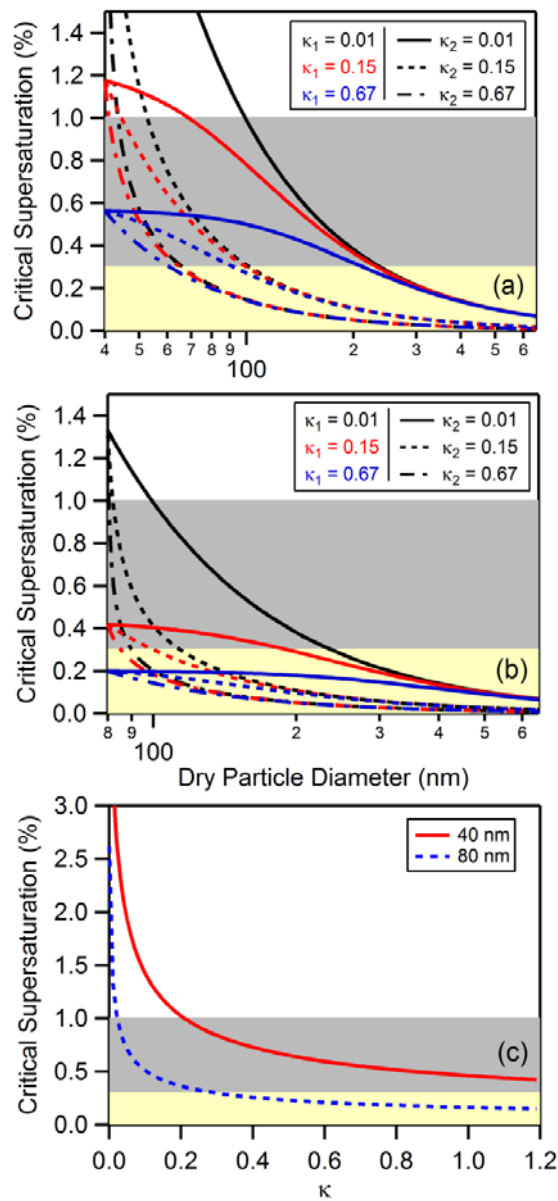 1.4
1.2
1.0
0.8
0.6
0.4
0.2
0.0
Critical Supersaturation (%)
κ1 = 0.01 κ2 = 0.01
κ1 = 0.15 κ2 = 0.15
κ1 = 0.67 κ2 = 0.67
(a)
4 5 6 7 8 9 2 3 4 5 6
100
1.4
1.2
1.0
0.8
0.6
0.4
0.2
0.0
Critical Supersaturation (%)
κ1 = 0.01 κ2 = 0.01
κ1 = 0.15 κ2 = 0.15
κ1 = 0.67 κ2 = 0.67
(b)
8 9 2 3 4 5 6
100
Dry Particle Diameter (nm)
3.0
2.5
2.0
1.5
1.0
0.5
0.0
Critical Supersaturation (%)
40 nm
80 nm
(c)
0.0 0.2 0.4 0.6 0.8 1.0 1.2
κ